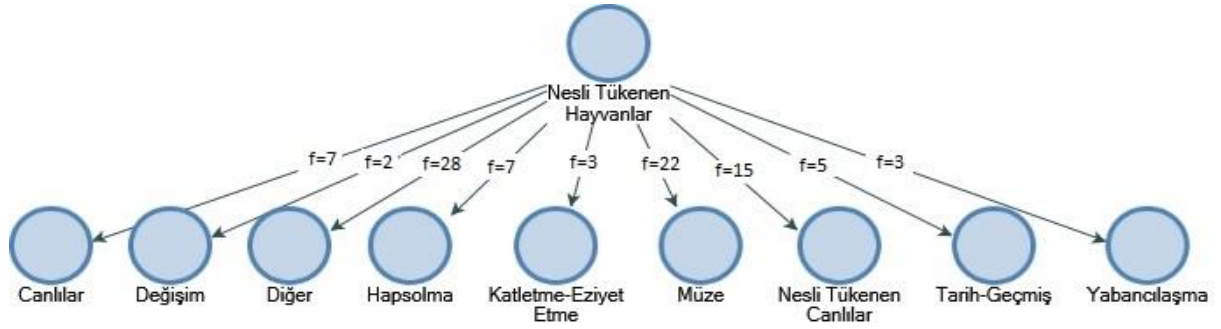 Nesli Tükenen
Hayvanlar
f=7
f=2
f=28
f=7
f=3
f=22
f=15
f=5
f=3
Canlılar
Değişim
Diğer
Hapsolma
Katletme-Eziyet
Etme
Müze
Nesli Tükenen
Canlılar
Tarih-Geçmiş
Yabancılaşma